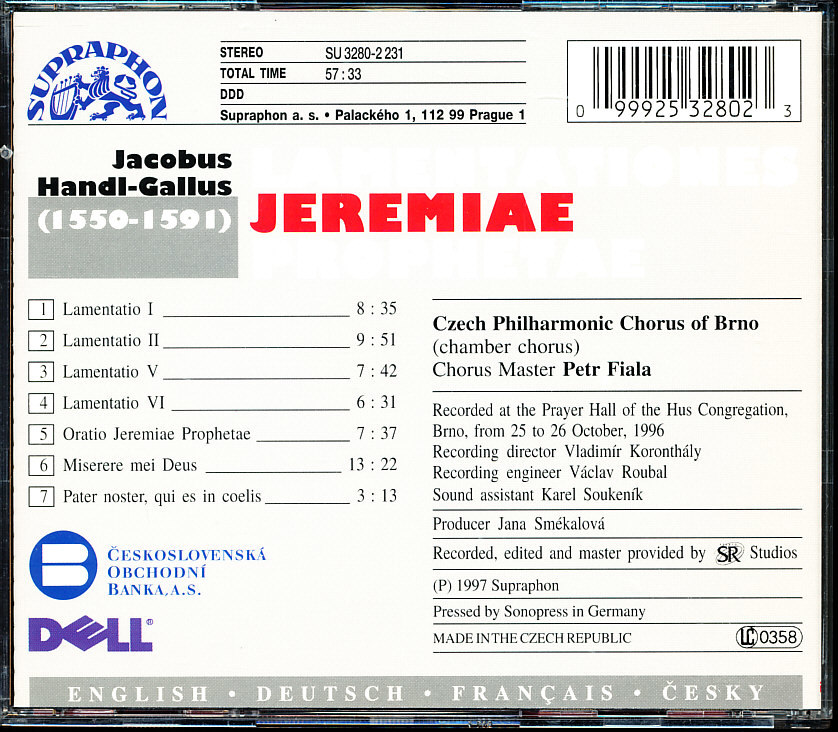 SUPRAPHON
STEREO SU 3280-2 231
TOTAL TIME 57 : 33
DDD
Supraphon a. s. • Palackého 1, 112 99 Prague 1
0 99925 32802 3
Jacobus
Handl-Gallus
(1550-1591)
LAMENTATIONES
JEREMIAE
PROPHETAE
1 Lamentatio I 8 : 35
2 Lamentatio II 9 : 51
3 Lamentatio V 7 : 42
4 Lamentatio VI 6 : 31
5 Oratio Jeremiae Prophetae 7 : 37
6 Miserere mei Deus 13 : 22
7 Pater noster, qui es in coelis 3 : 13
Czech Philharmonic Chorus of Brno
(chamber chorus)
Chorus Master Petr Fiala
Recorded at the Prayer Hall of the Hus Congregation,
Brno, from 25 to 26 October, 1996
Recording director Vladimír Koronthály
Recording engineer Václav Roubal
Sound assistant Karel Soukeník
Producer Jana Smékalová
Recorded, edited and master provided by SR Studios
(P) 1997 Supraphon
Pressed by Sonopress in Germany
MADE IN THE CZECH REPUBLIC LC 0358
ČESKOSLOVENSKÁ
OBCHODNÍ
BANKA, A.S.
DELL®
ENGLISH • DEUTSCH • FRANÇAIS • ČESKY